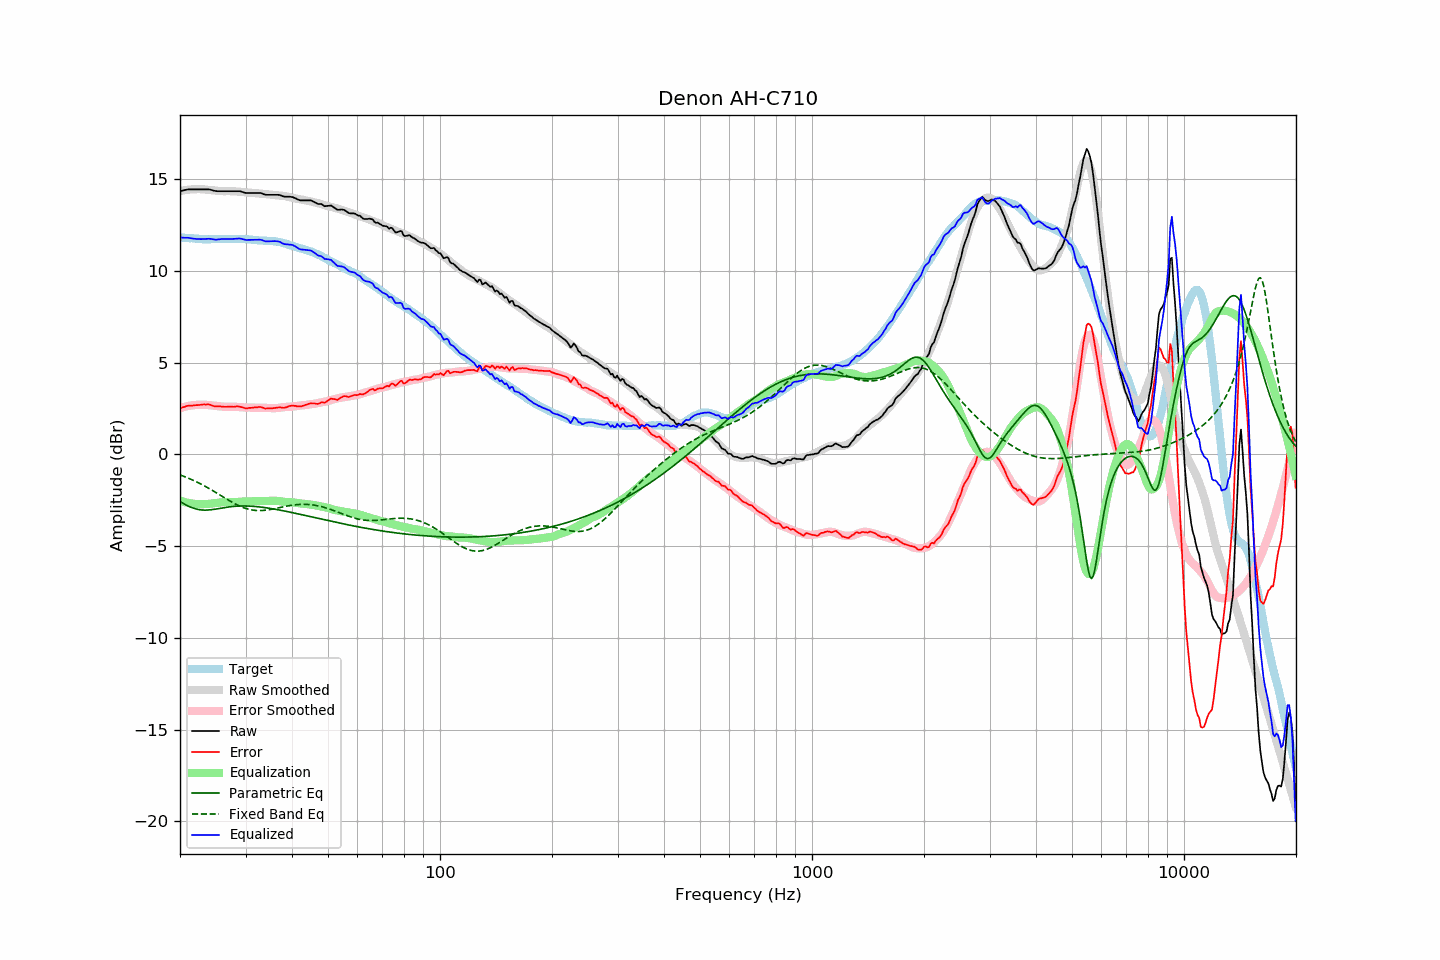 Denon AH-C710
15
10
5
0
−5
−10
−15
−20
Amplitude (dBr)
100
1000
10000
Frequency (Hz)
Target
Raw Smoothed
Error Smoothed
Raw
Error
Equalization
Parametric Eq
Fixed Band Eq
Equalized